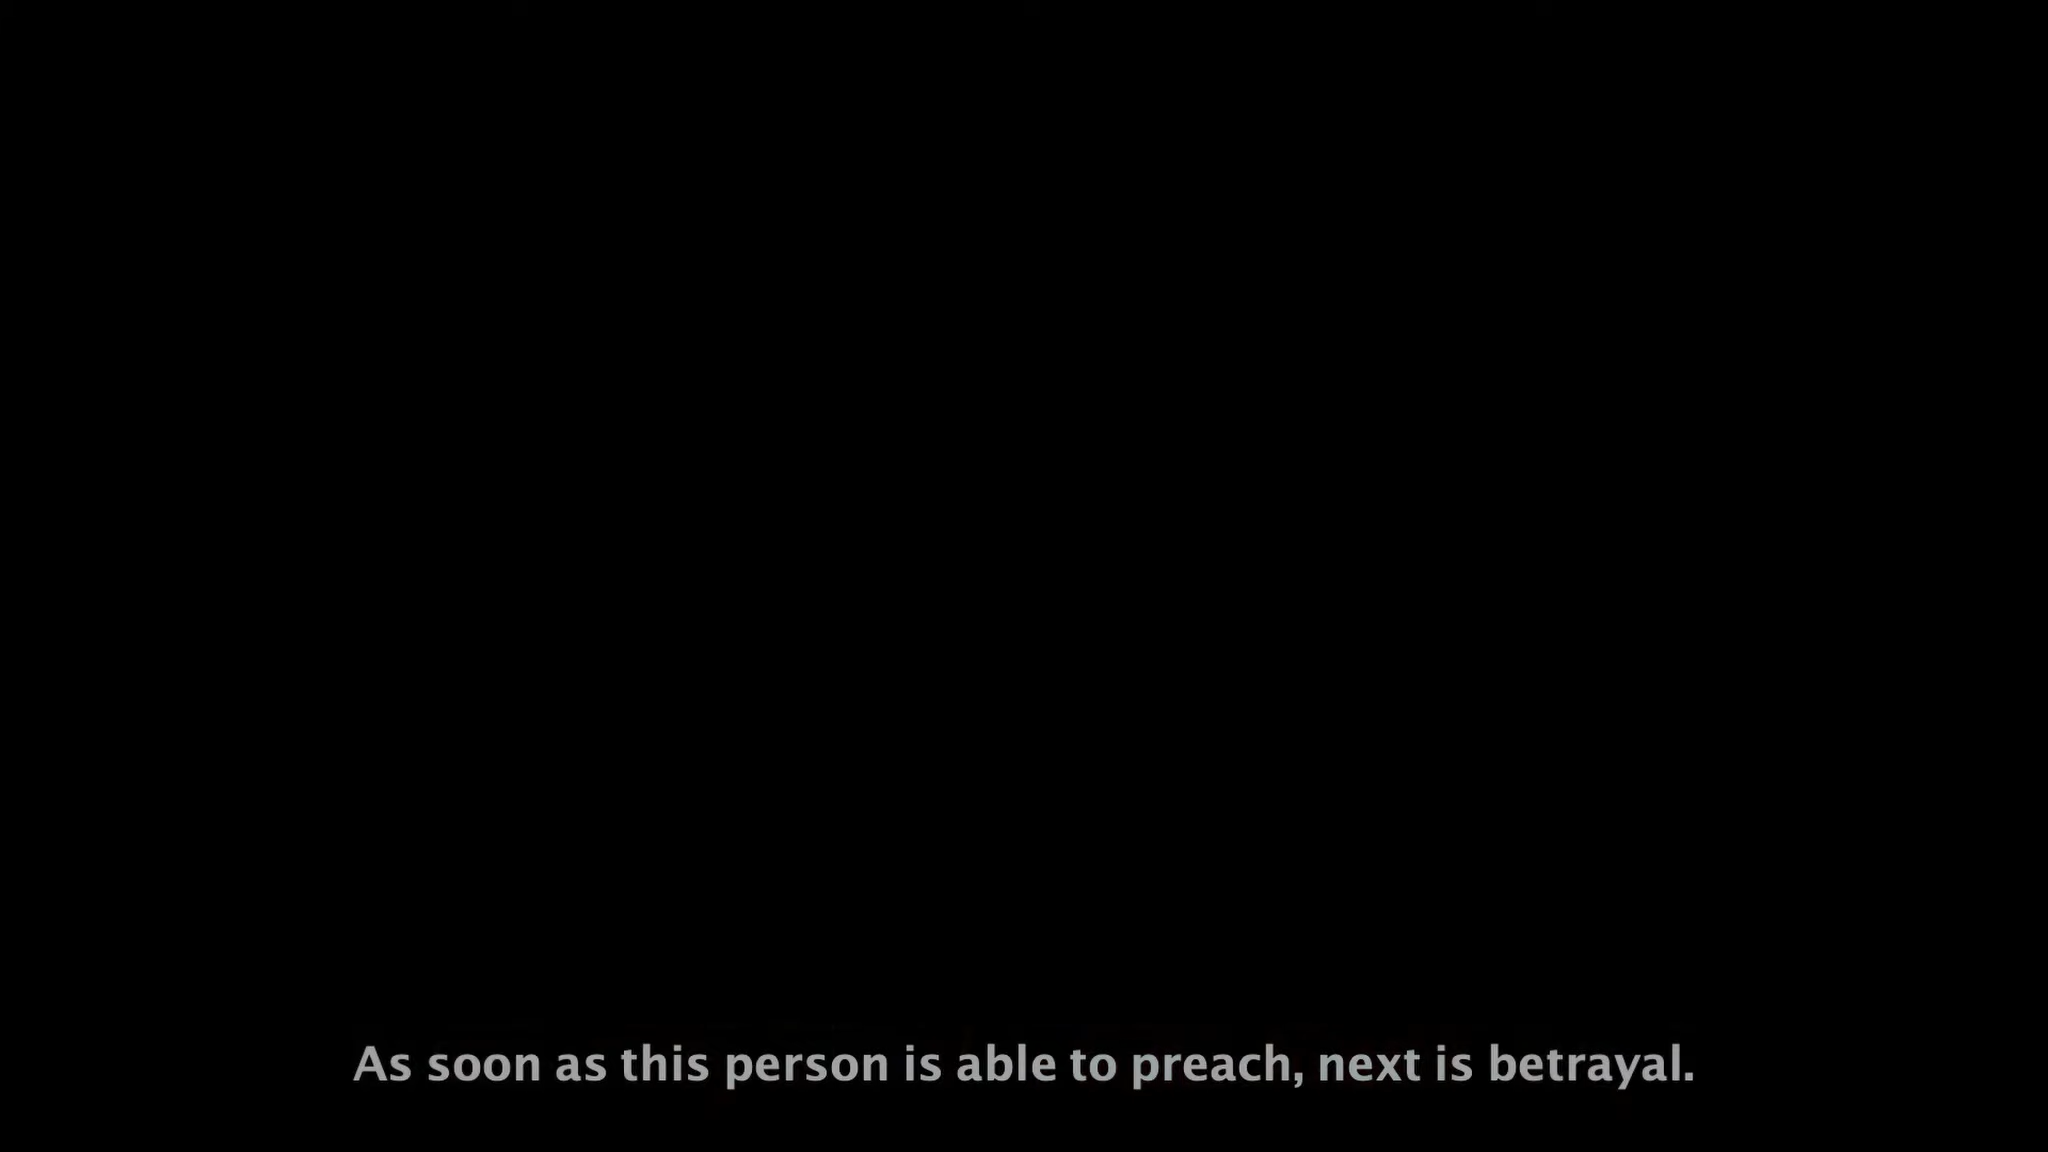 As soon as this person is able to preach, next is betrayal.